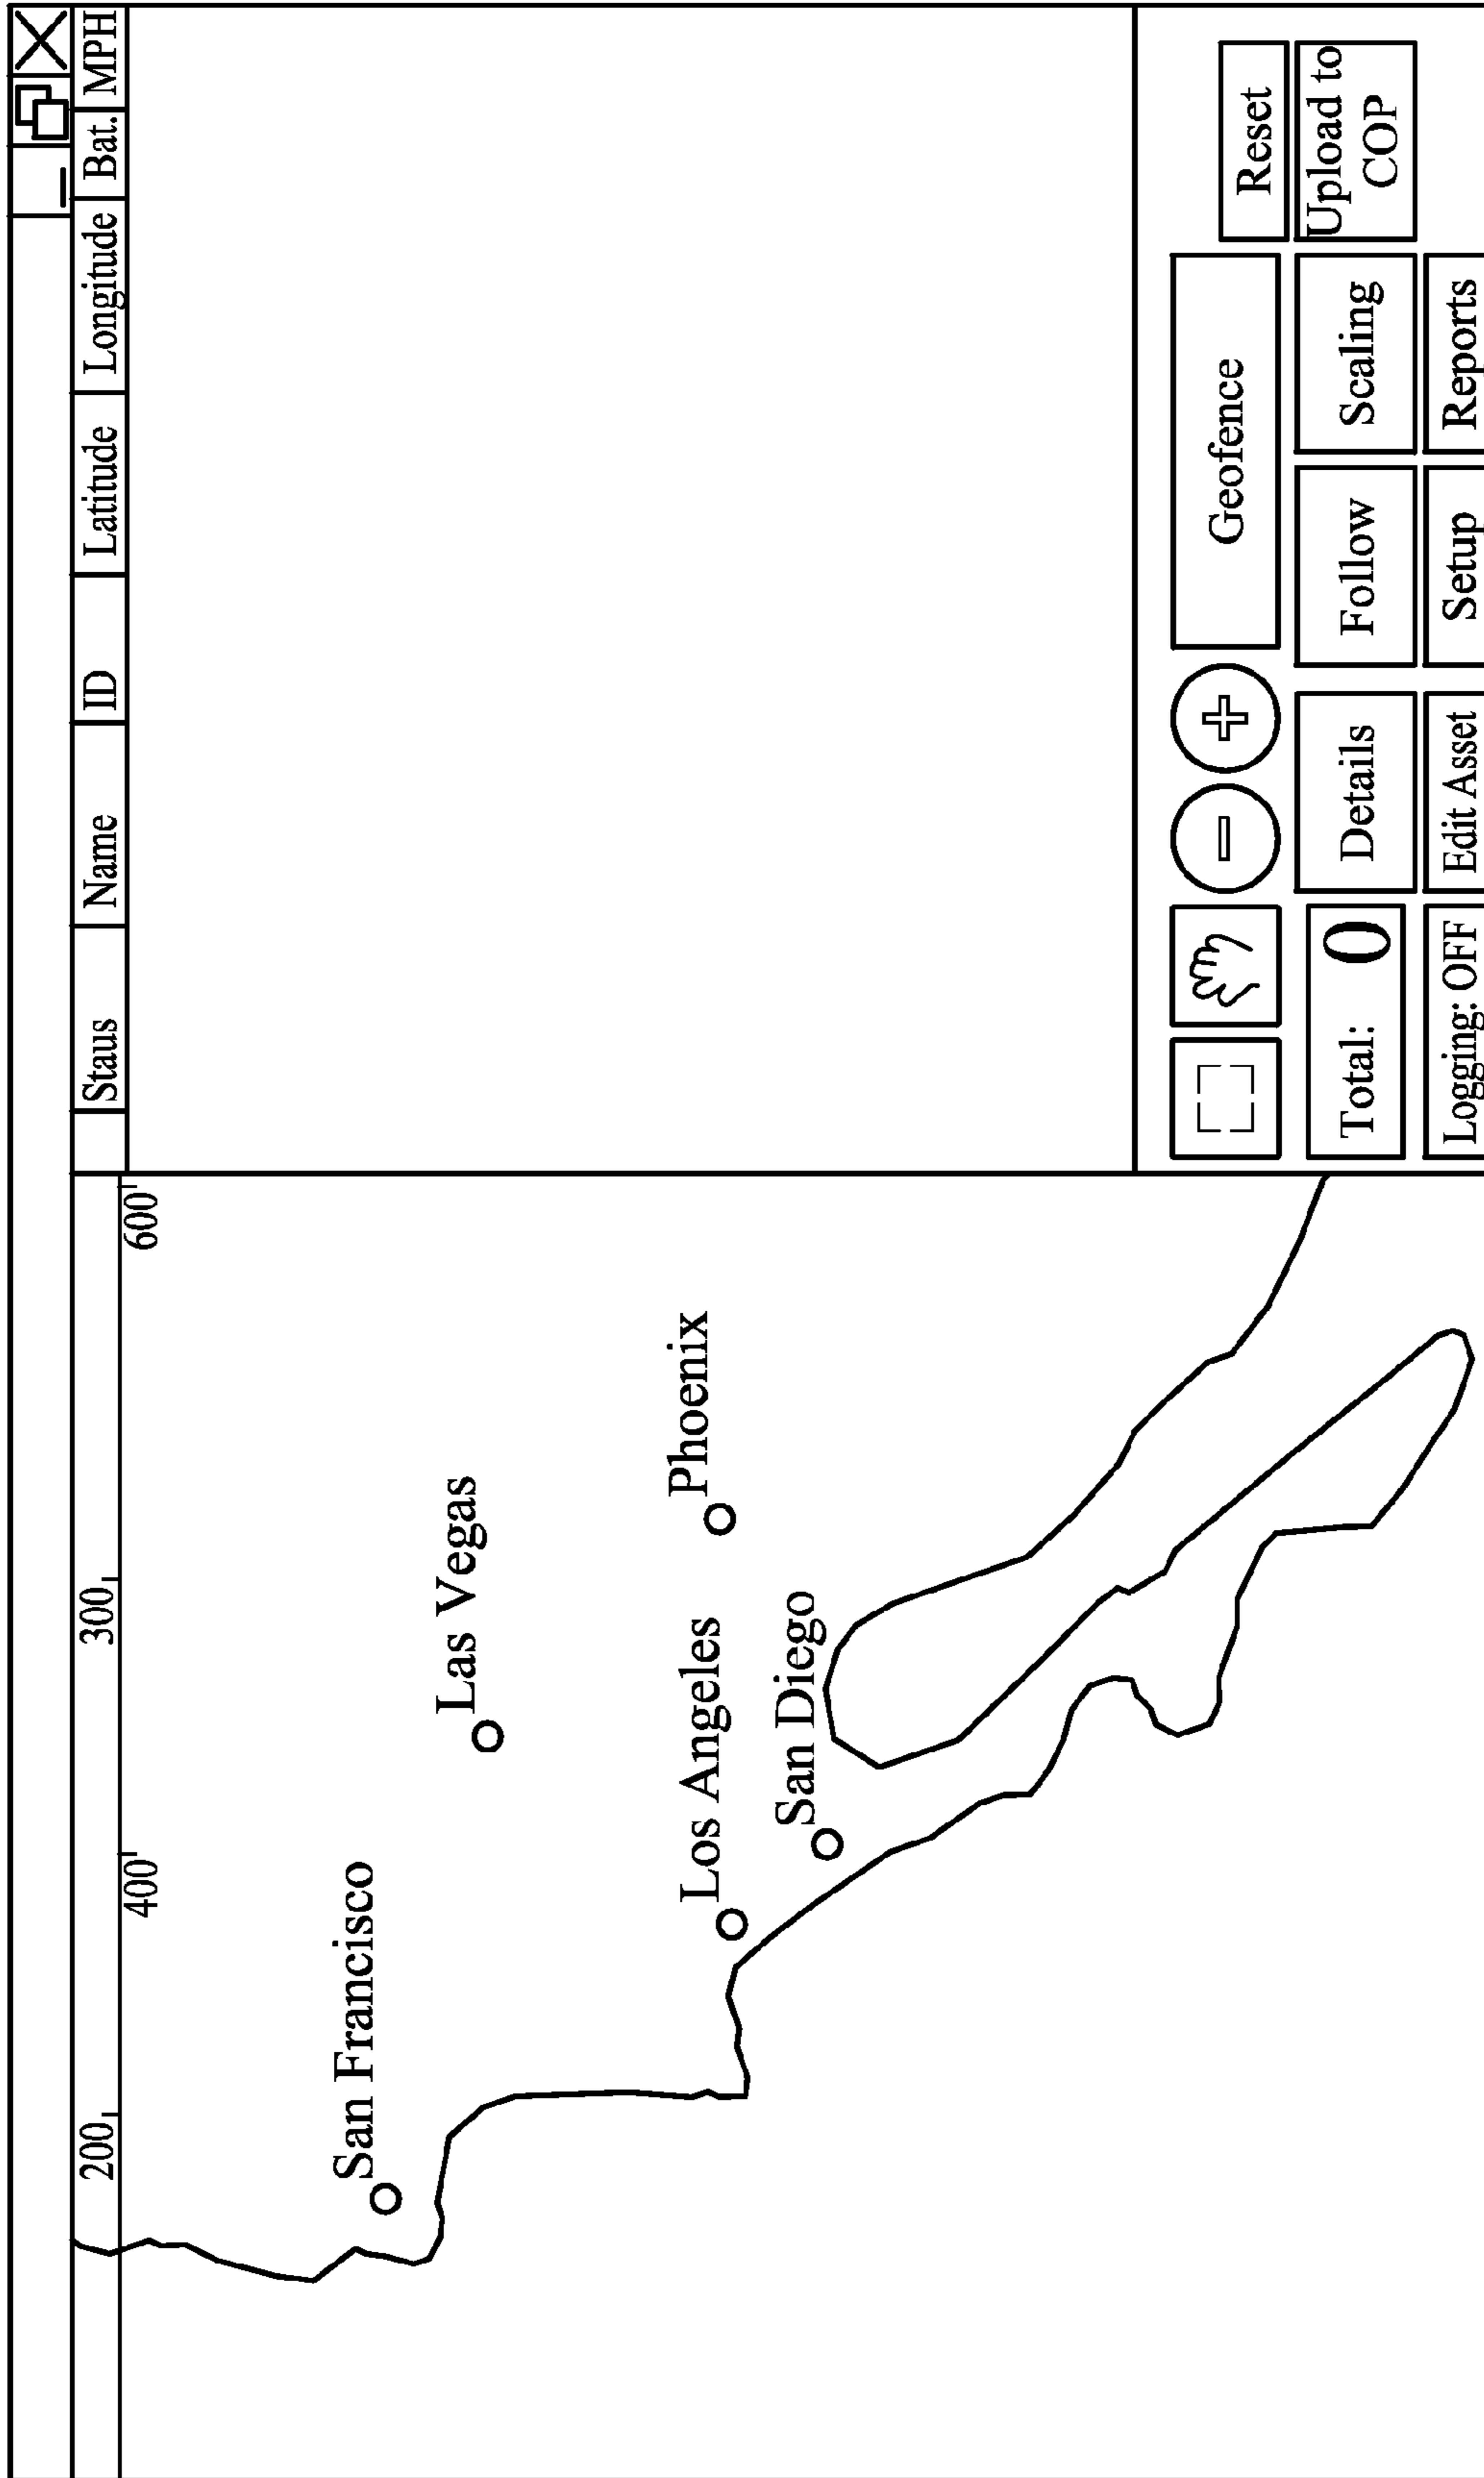 Staus Name ID Latitude Longitude Bat. MPH
200 300
400 600
San Francisco
Las Vegas
Phoenix
Los Angeles
San Diego
Geofence
Reset
Total: 0
Details
Follow
Scaling
Upload to
COP
Logging: OFF
Edit Asset
Setup
Reports